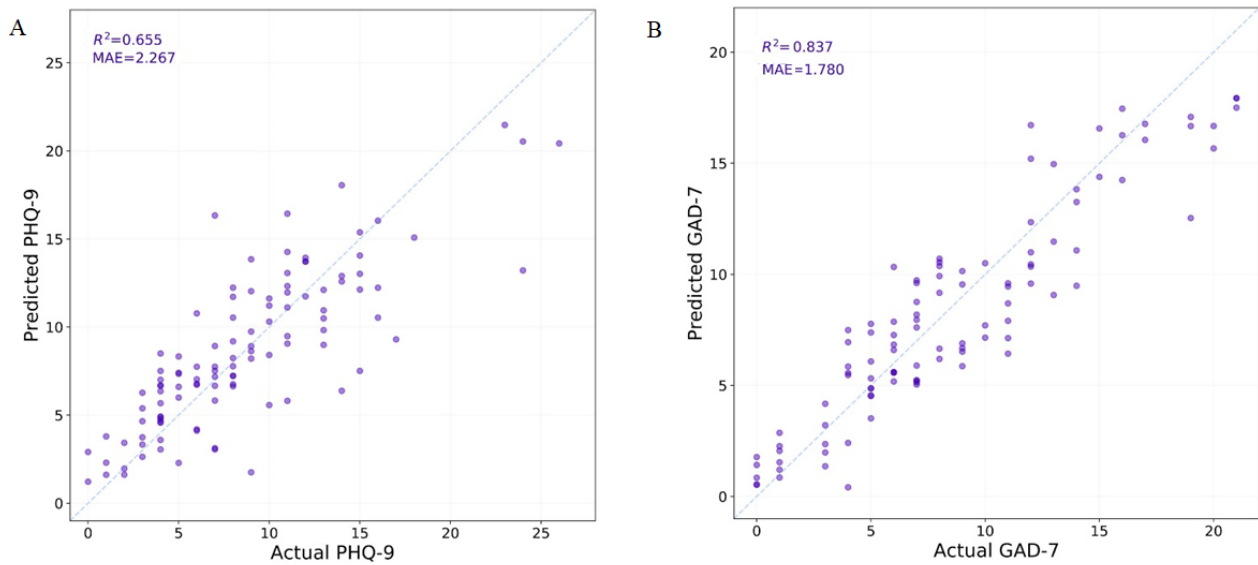 A
R²=0.655
MAE=2.267
25
20
15
10
5
0
Predicted PHQ-9
0 5 10 15 20 25
Actual PHQ-9
B
R²=0.837
MAE=1.780
20
15
10
5
0
Predicted GAD-7
0 5 10 15 20
Actual GAD-7